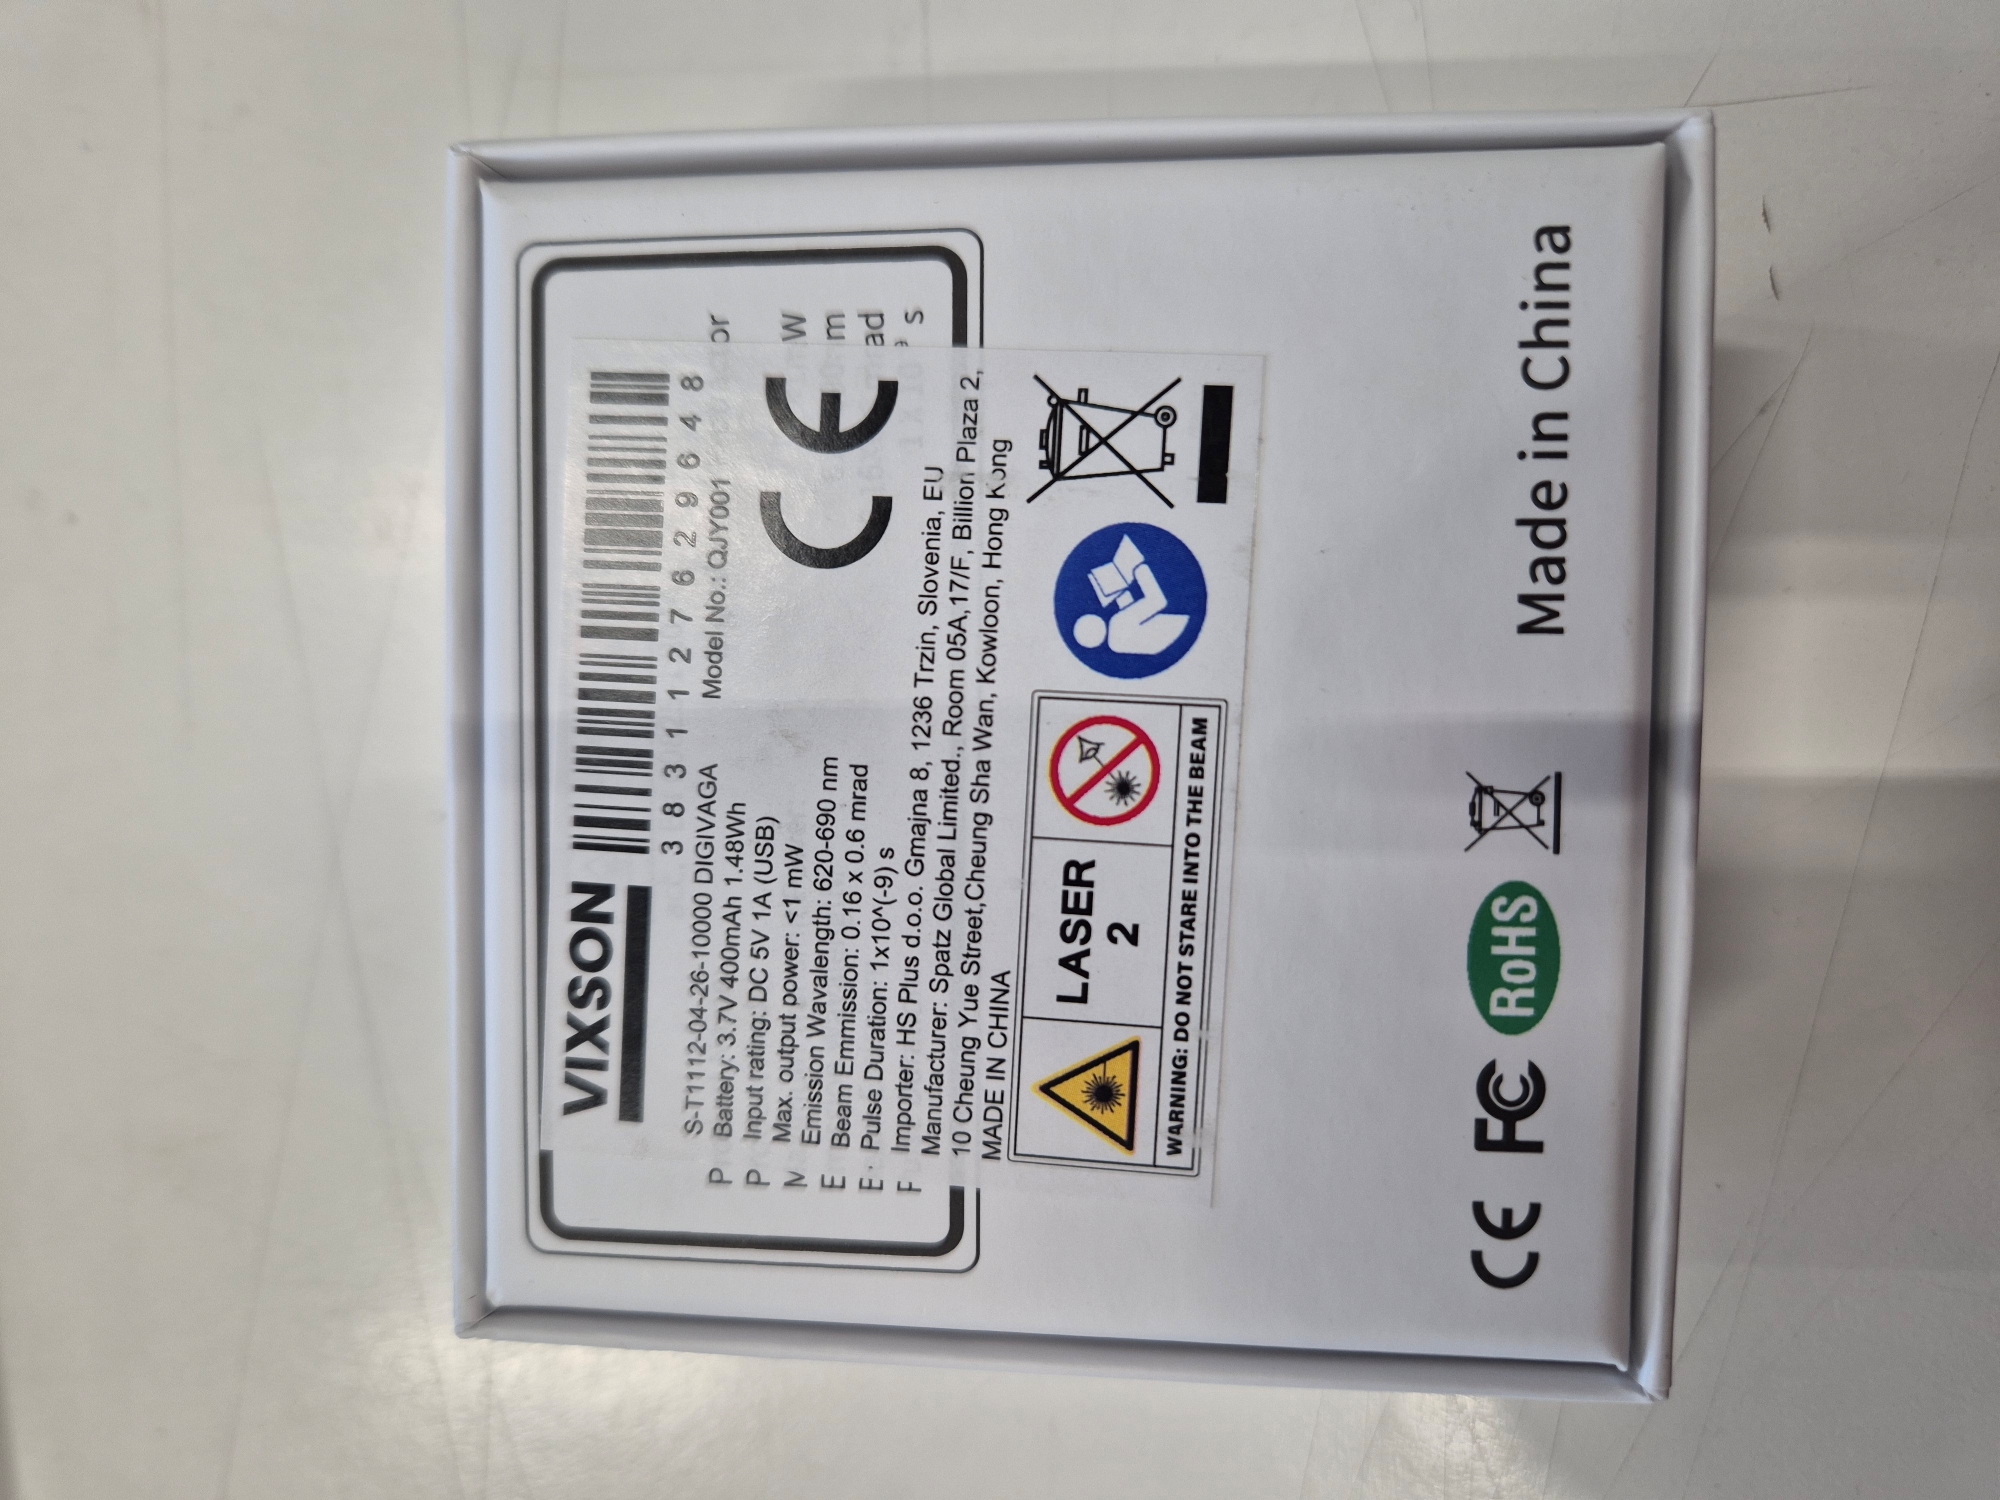 VIXSON
3 8 3 1 1 2 7 6 2 9 6 4 8
S-T1112-04-26-10000 DIGIVAGA
Battery: 3.7V 400mAh 1.48Wh
Model No.: QJY001
Input rating: DC 5V 1A (USB)
Max. output power: <1 mW
Emission Wavalength: 620-690 nm
Beam Emmission: 0.16 x 0.6 mrad
Pulse Duration: 1x10^(-9) s
CE
Importer: HS Plus d.o.o. Gmajna 8, 1236 Trzin, Slovenia, EU
Manufacturer: Spatz Global Limited., Room 05A,17/F, Billion Plaza 2,
10 Cheung Yue Street,Cheung Sha Wan, Kowloon, Hong Kong
MADE IN CHINA
LASER
2
WARNING: DO NOT STARE INTO THE BEAM
CE FC RoHS
Made in China